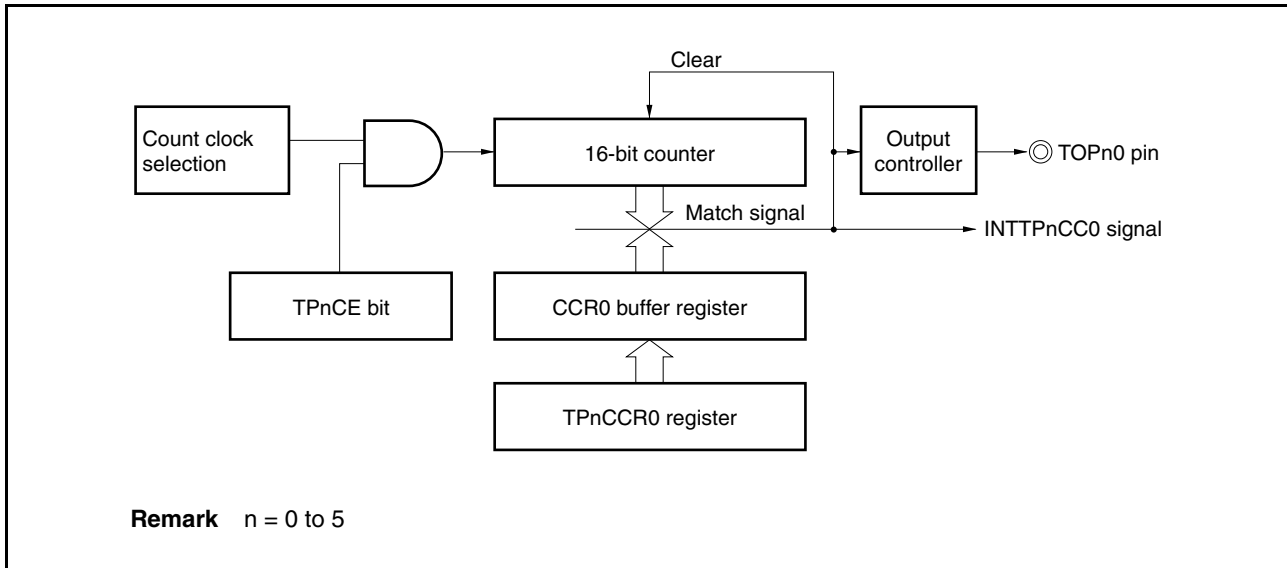 Clear
Count clock
selection
16-bit counter
Output
controller
TOPn0 pin
Match signal
INTTPnCC0 signal
TPnCE bit
CCR0 buffer register
TPnCCR0 register
Remark n = 0 to 5